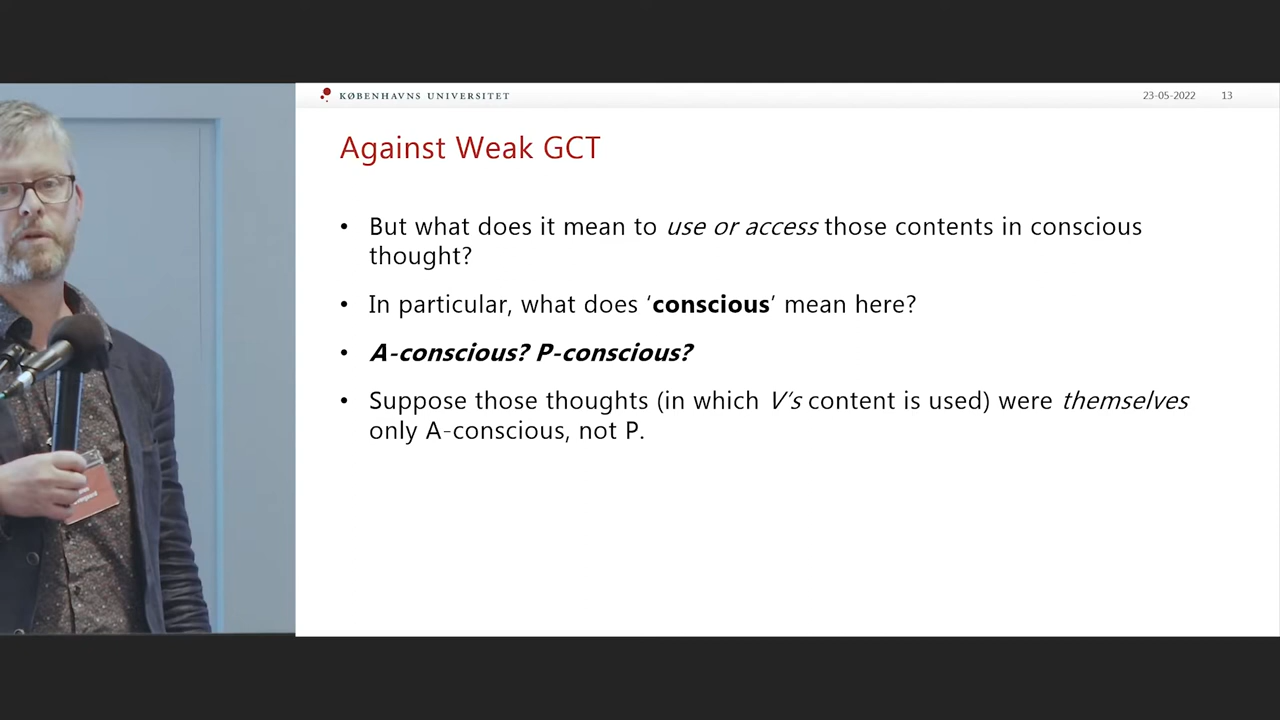 KØBENHAVNS UNIVERSITET
23-05-2022 13
Against Weak GCT
• But what does it mean to use or access those contents in conscious
thought?
• In particular, what does ‘conscious’ mean here?
• A-conscious? P-conscious?
• Suppose those thoughts (in which V’s content is used) were themselves
only A-conscious, not P.